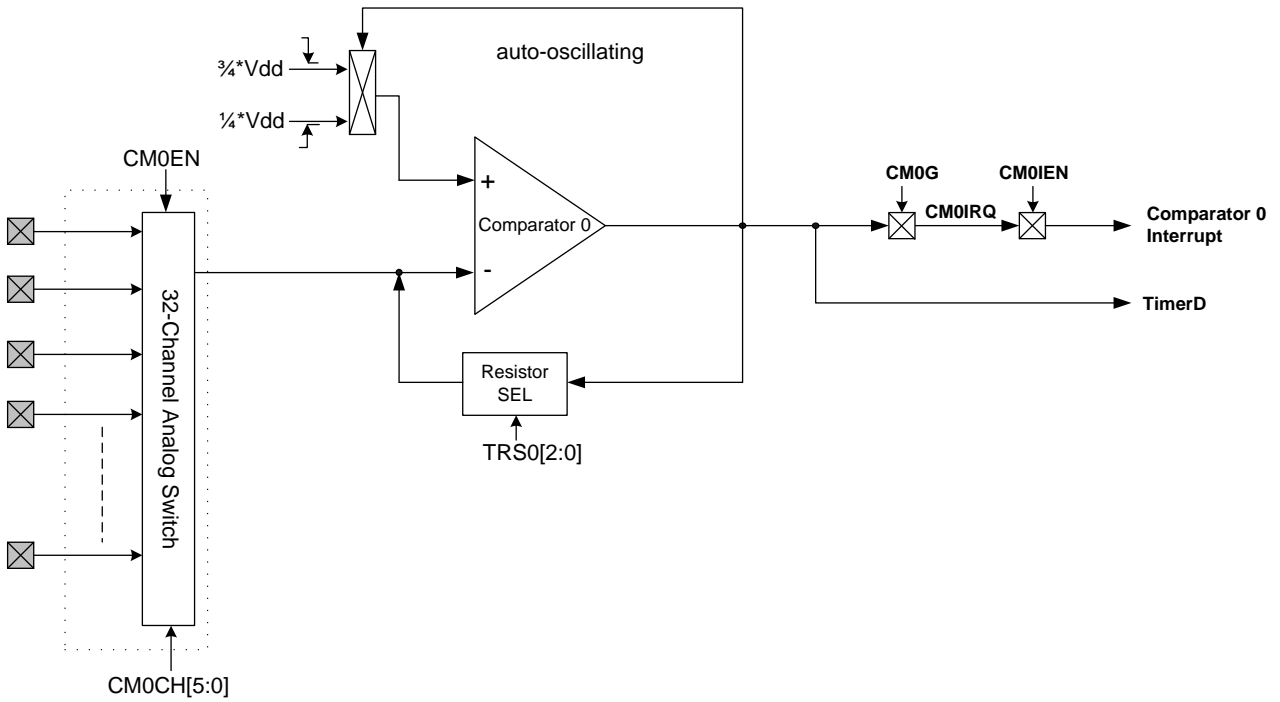 auto-oscillating
¾*Vdd
¼*Vdd
CM0EN
+
Comparator 0
-
CM0G
CM0IRQ
CM0IEN
Comparator 0
Interrupt
TimerD
32-Channel Analog Switch
Resistor
SEL
TRS0[2:0]
CM0CH[5:0]